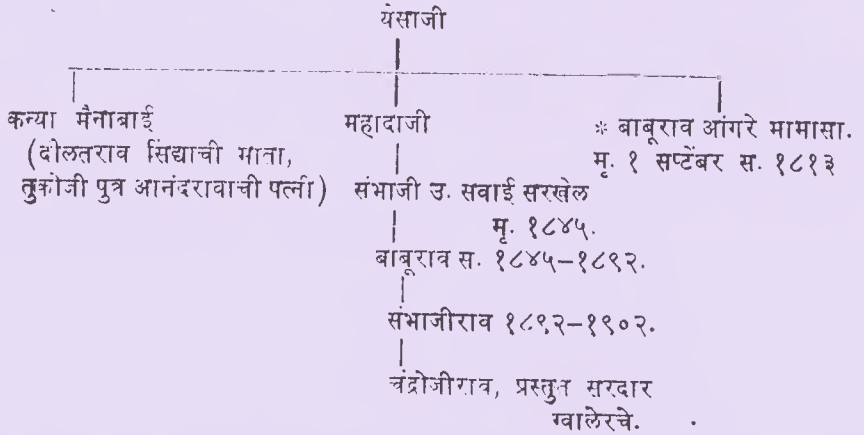 येसाजी
कन्या मैनाबाई
(दौलतराव सिंद्याची माता,
तुकोजी पुत्र आनंदरावाची पत्नी)
महादाजी
* बाबूराव आंगरे मामासा.
मृ. १ सप्टेंबर स. १८१३
संभाजी उ. सवाई सरखेल
मृ. १८४५.
बाबूराव स. १८४५–१८९२.
संभाजीराव १८९२–१९०२.
चंद्रोजीराव, प्रस्तुत सरदार
ग्वालेरचे.